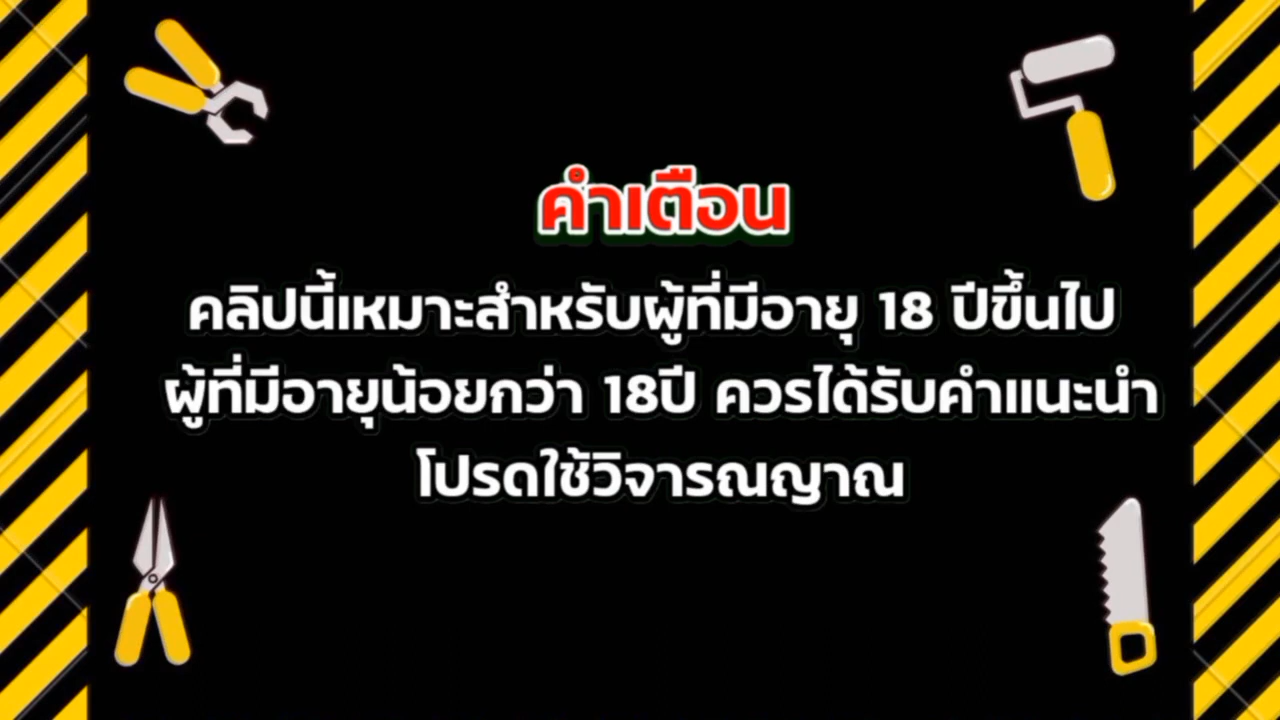 คำเตือน
คลิปนี้เหมาะสำหรับผู้ที่มีอายุ 18 ปีขึ้นไป
ผู้ที่มีอายุน้อยกว่า 18ปี ควรได้รับคำแนะนำ
โปรดใช้วิจารณญาณ